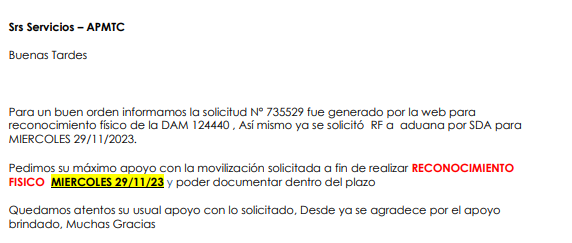 Srs Servicios – APMTC
Buenas Tardes
Para un buen orden informamos la solicitud N° 735529 fue generado por la web para
reconocimiento físico de la DAM 124440 , Así mismo ya se solicitó RF a aduana por SDA para
MIERCOLES 29/11/2023.
Pedimos su máximo apoyo con la movilización solicitada a fin de realizar RECONOCIMIENTO
FISICO MIERCOLES 29/11/23 y poder documentar dentro del plazo
Quedamos atentos su usual apoyo con lo solicitado, Desde ya se agradece por el apoyo
brindado, Muchas Gracias